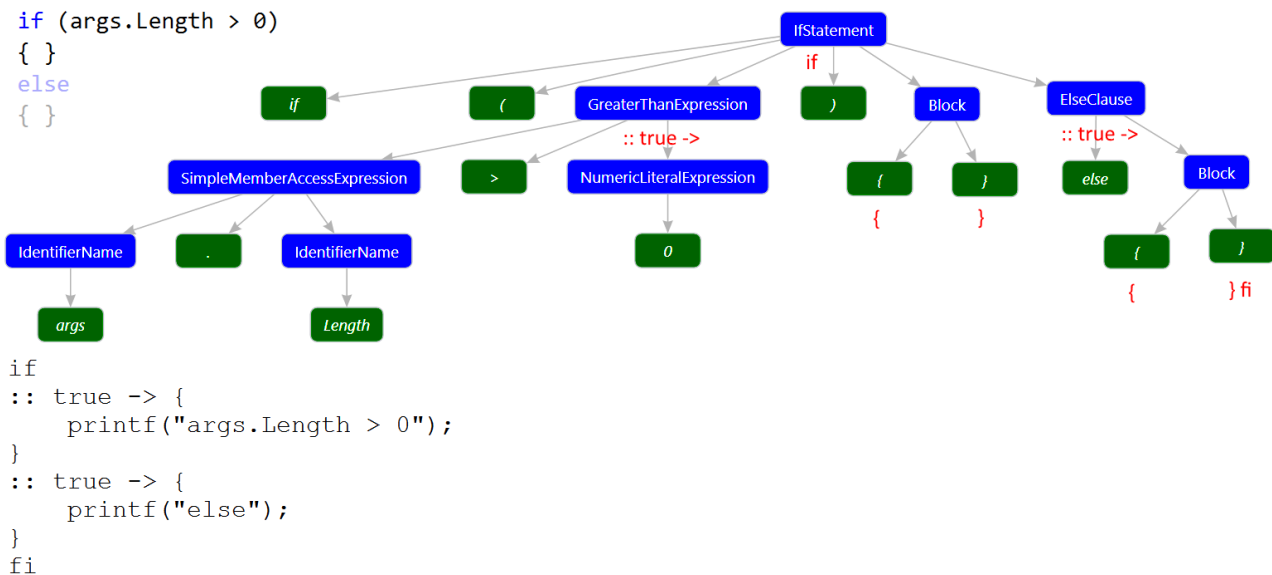 if (args.Length > 0)
{ }
else
{ }
IfStatement
if
if
(
GreaterThanExpression
)
Block
ElseClause
:: true ->
:: true ->
SimpleMemberAccessExpression
>
NumericLiteralExpression
{
}
else
Block
{
}
IdentifierName
.
IdentifierName
0
{
}
{
} fi
args
Length
if
:: true -> {
    printf("args.Length > 0");
}
:: true -> {
    printf("else");
}
fi